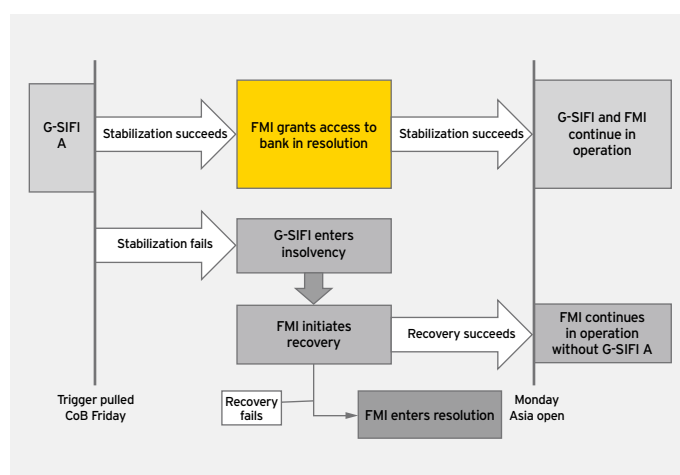 G-SIFI
A
Stabilization succeeds
FMI grants access to
bank in resolution
Stabilization succeeds
G-SIFI and FMI
continue in
operation
Stabilization fails
G-SIFI enters
insolvency
FMI initiates
recovery
Recovery succeeds
FMI continues
in operation
without G-SIFI A
Trigger pulled
CoB Friday
Recovery
fails
FMI enters resolution
Monday
Asia open